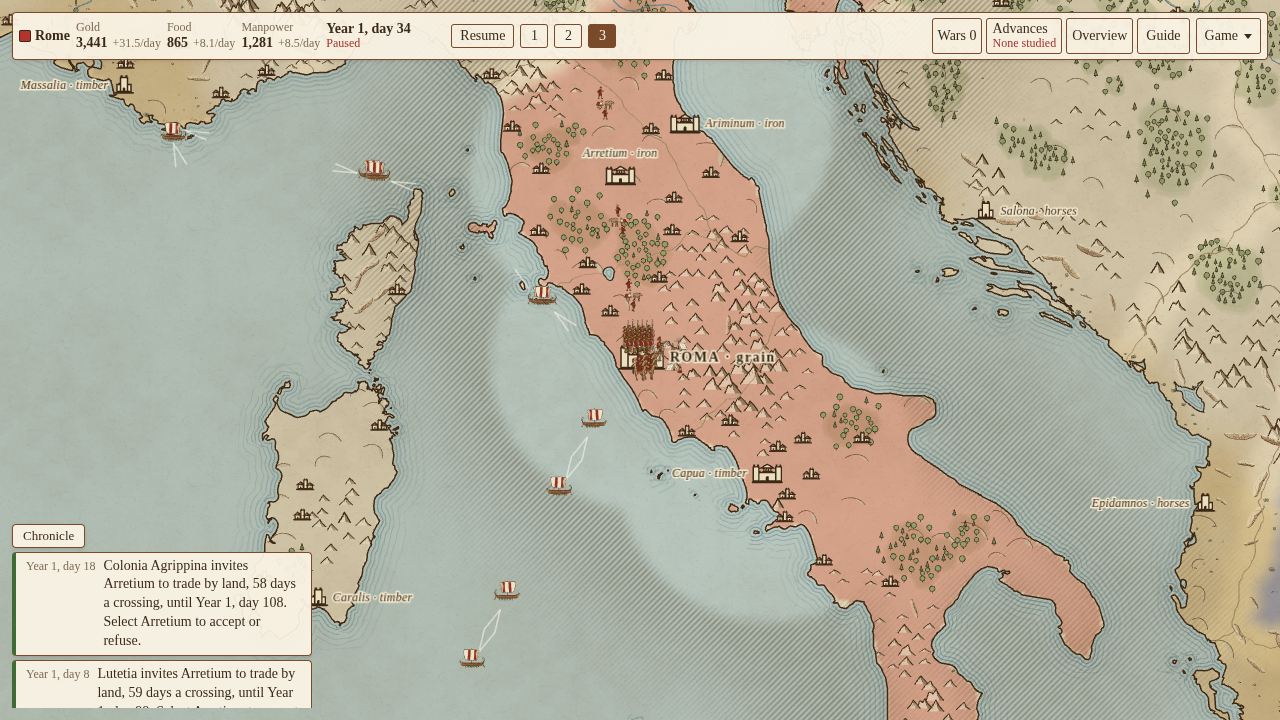 Rome
Gold
3,441 +31.5/day
Food
865 +8.1/day
Manpower
1,281 +8.5/day
Year 1, day 34
Paused
Resume
1
2
3
Wars 0
Advances
None studied
Overview
Guide
Game
Massalia · timber
Ariminum · iron
Arretium · iron
Salona · horses
ROMA · grain
Capua · timber
Epidamnos · horses
Caralis · timber
Chronicle
Year 1, day 18
Colonia Agrippina invites
Arretium to trade by land, 58 days
a crossing, until Year 1, day 108.
Select Arretium to accept or
refuse.
Year 1, day 8
Lutetia invites Arretium to trade by
land, 59 days a crossing, until Year